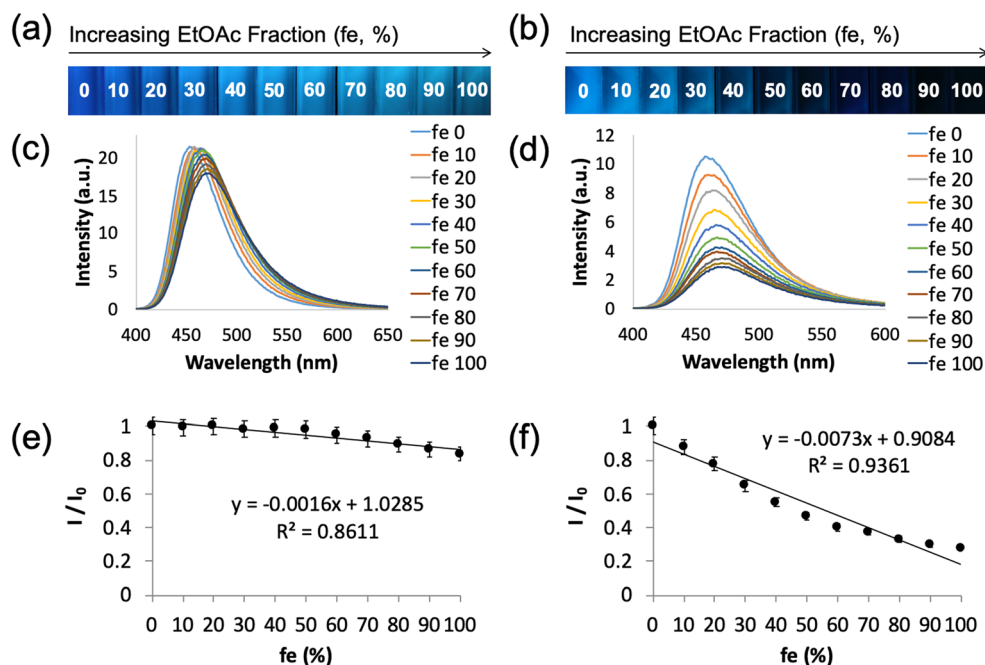 (a)
Increasing EtOAc Fraction (fe, %)
0 10 20 30 40 50 60 70 80 90 100
(b)
Increasing EtOAc Fraction (fe, %)
0 10 20 30 40 50 60 70 80 90 100
(c)
Intensity (a.u.)
20
10
0
400 450 500 550 600 650
Wavelength (nm)
fe 0
fe 10
fe 20
fe 30
fe 40
fe 50
fe 60
fe 70
fe 80
fe 90
fe 100
(d)
Intensity (a.u.)
12
10
8
6
4
2
0
400 450 500 550 600
Wavelength (nm)
fe 0
fe 10
fe 20
fe 30
fe 40
fe 50
fe 60
fe 70
fe 80
fe 90
fe 100
(e)
I / I₀
1
0.8
0.6
0.4
0.2
0
y = -0.0016x + 1.0285
R² = 0.8611
0 10 20 30 40 50 60 70 80 90 100
fe (%)
(f)
I / I₀
1
0.8
0.6
0.4
0.2
0
y = -0.0073x + 0.9084
R² = 0.9361
0 10 20 30 40 50 60 70 80 90 100
fe (%)